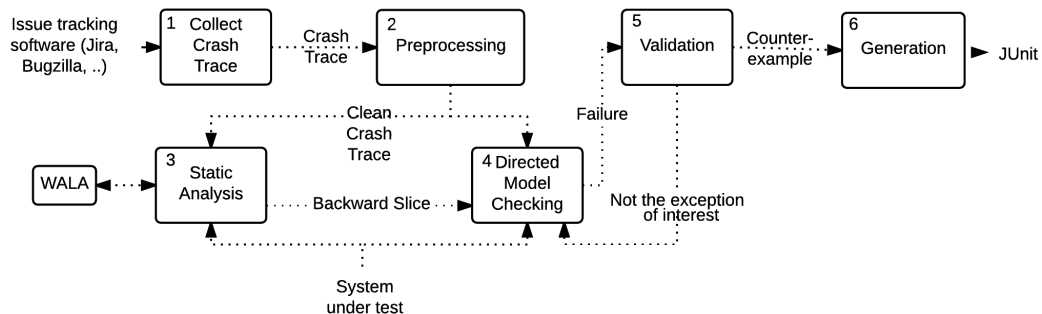 Issue tracking
software (Jira,
Bugzilla, ..)
1 Collect
Crash
Trace
Crash
Trace
2
Preprocessing
5
Validation
Counter-
example
6
Generation
JUnit
Clean
Crash
Trace
Failure
WALA
3
Static
Analysis
Backward Slice
4 Directed
Model
Checking
Not the exception
of interest
System
under test